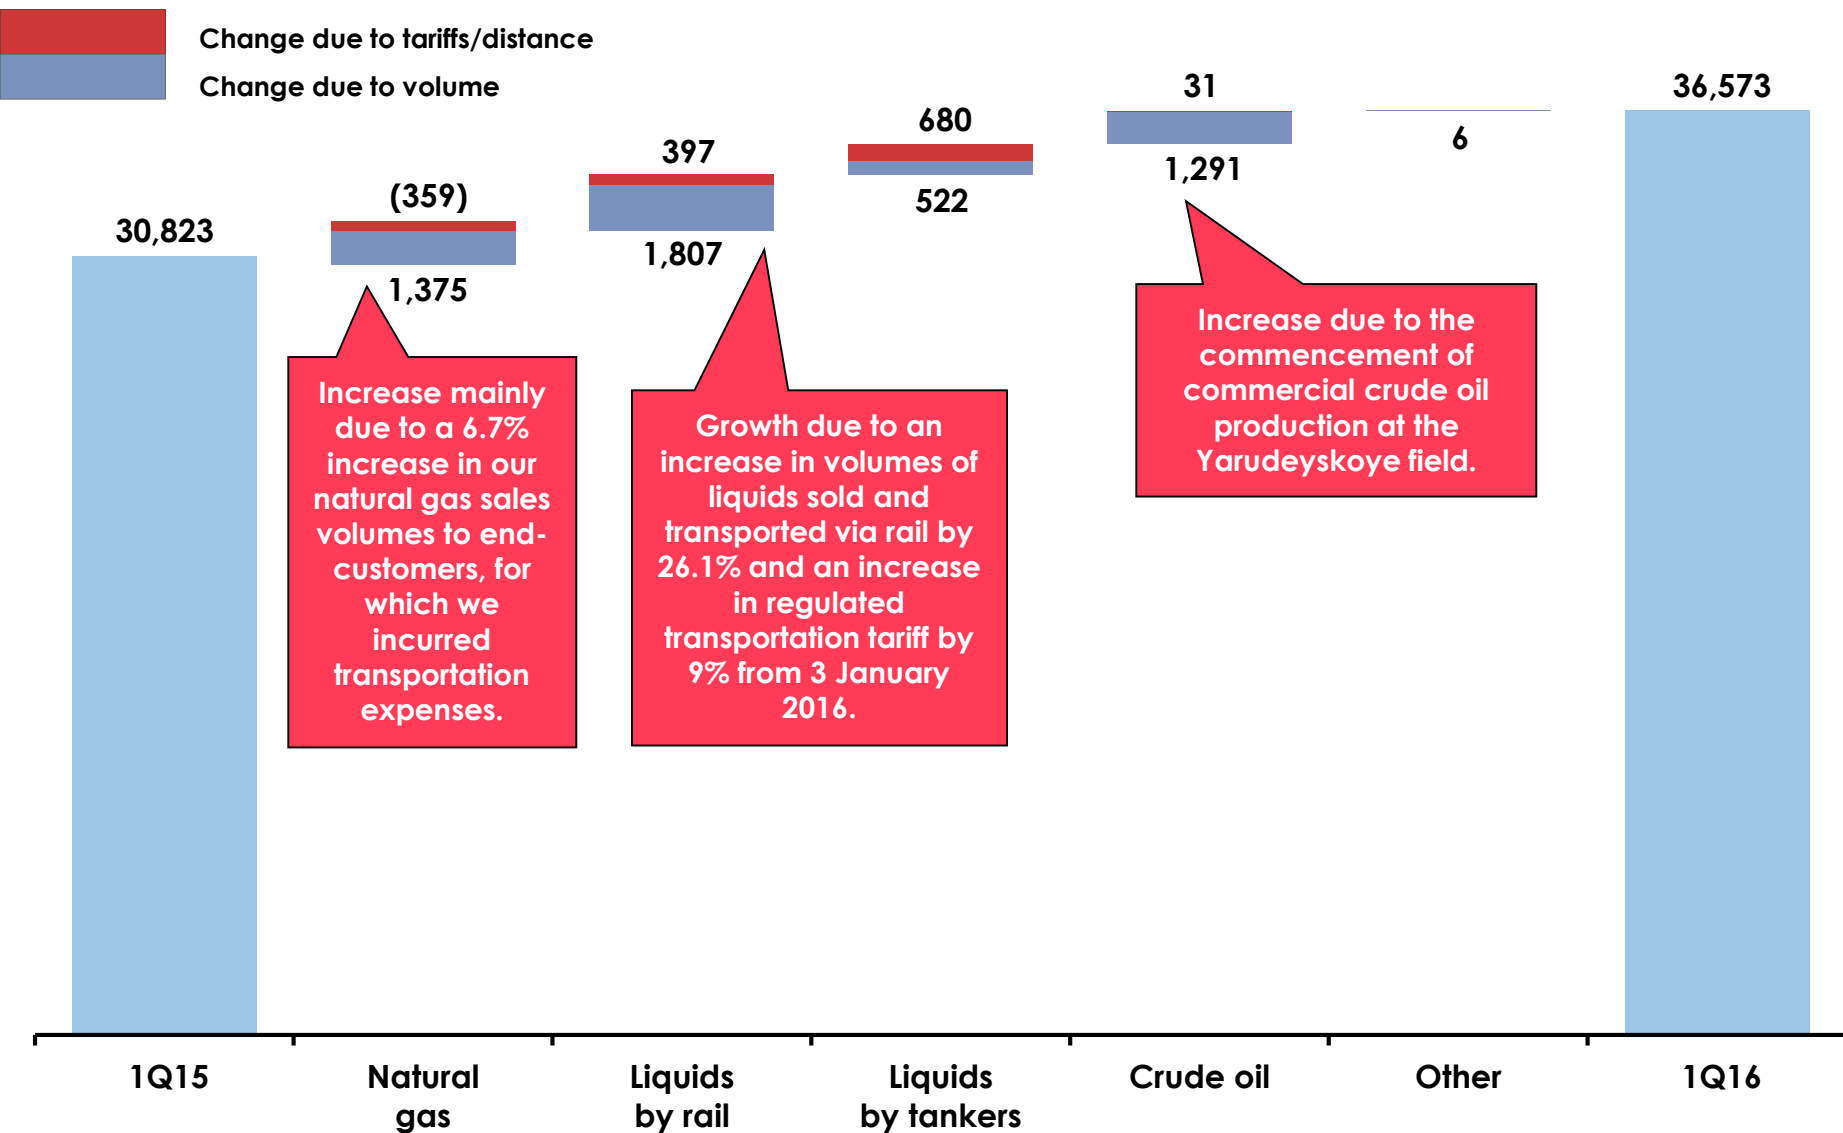 Change due to tariffs/distance
Change due to volume
30,823
(359)
1,375
397
1,807
680
522
31
1,291
6
36,573
Increase mainly
due to a 6.7%
increase in our
natural gas sales
volumes to end-
customers, for
which we
incurred
transportation
expenses.
Growth due to an
increase in volumes of
liquids sold and
transported via rail by
26.1% and an increase
in regulated
transportation tariff by
9% from 3 January
2016.
Increase due to the
commencement of
commercial crude oil
production at the
Yarudeyskoye field.
1Q15
Natural
gas
Liquids
by rail
Liquids
by tankers
Crude oil
Other
1Q16